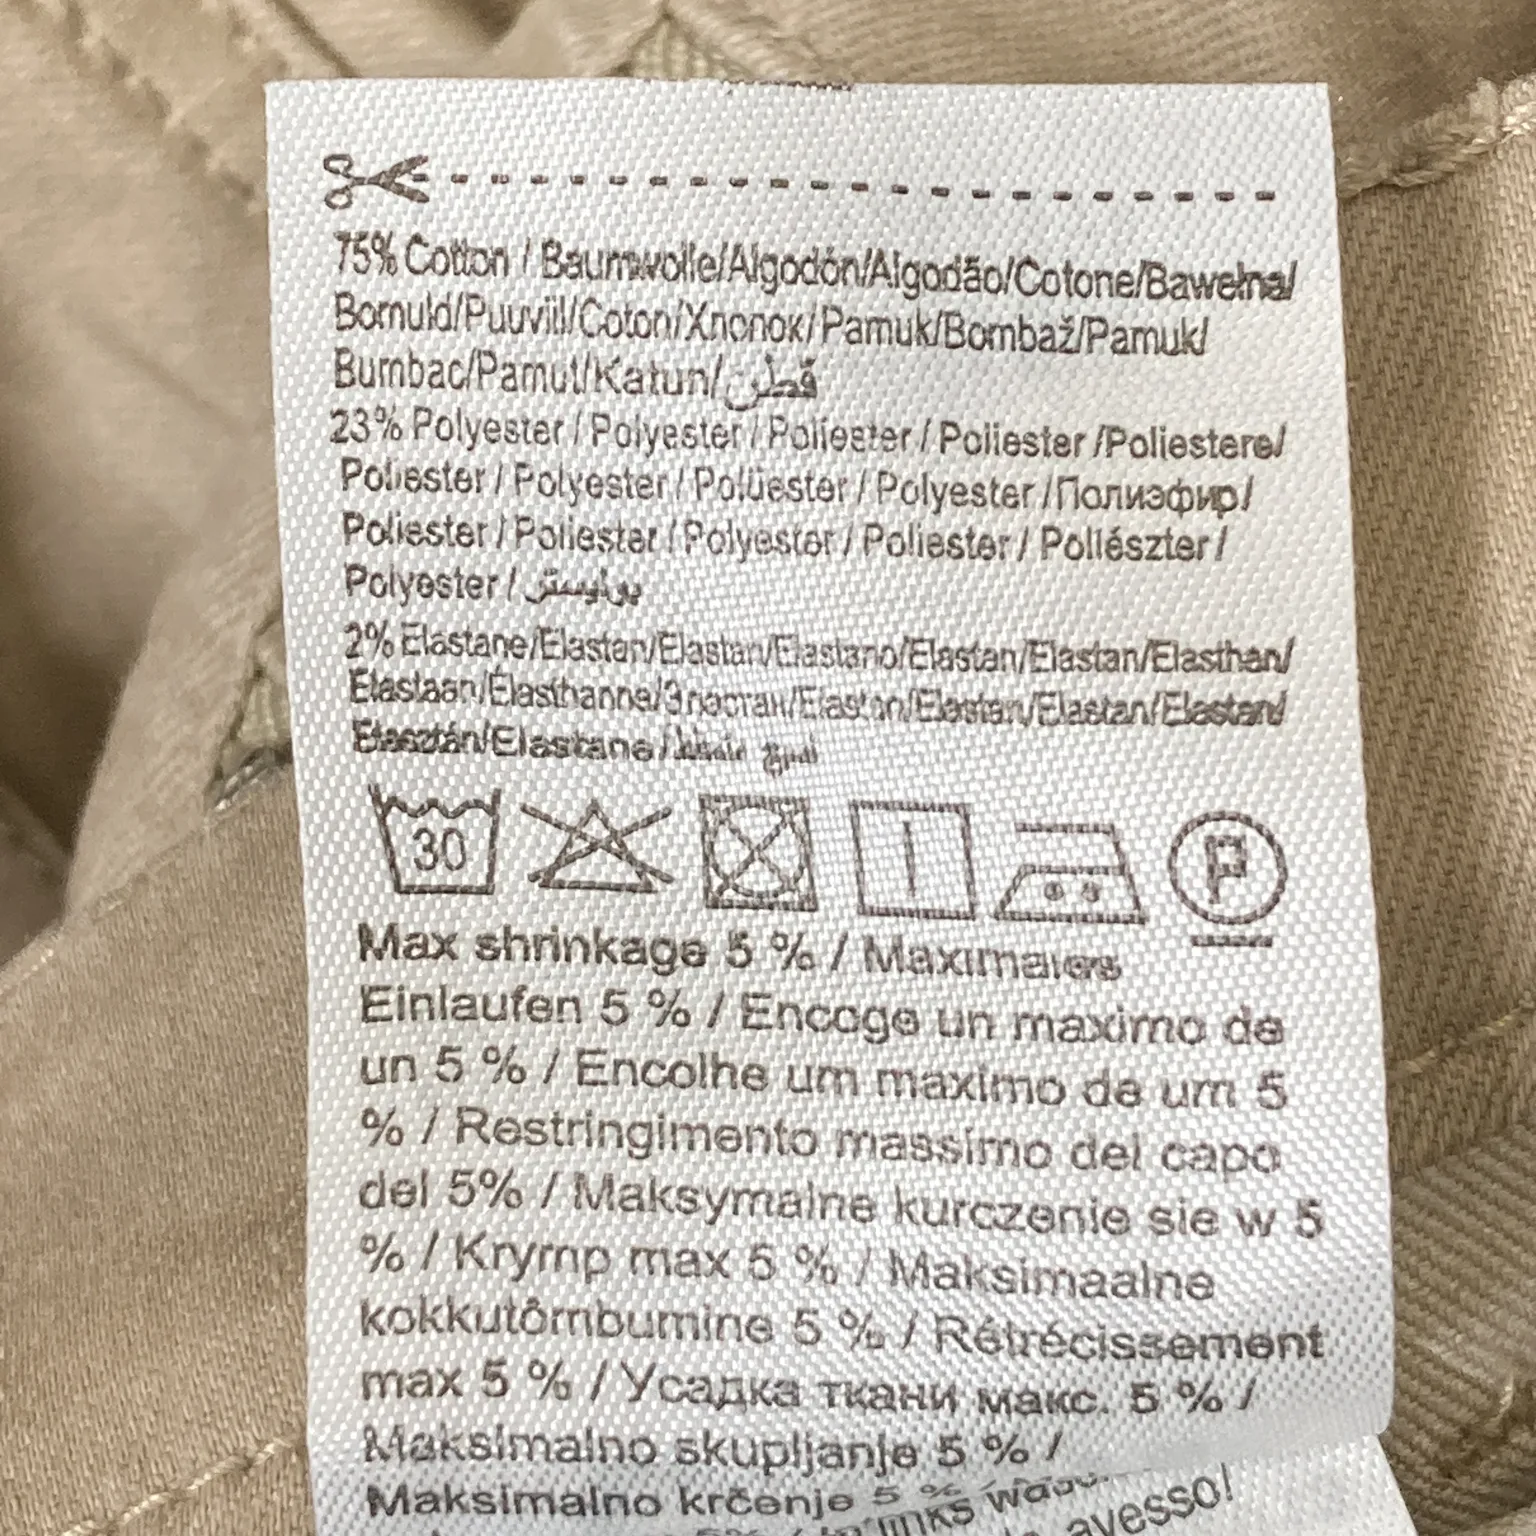 75% Cotton / Baumwolle/Algodón/Algodão/Cotone/Bawełna/
Bomuld/Puuvill/Coton/Хлопок/Pamuk/Bombaž/Pamuk/
Bumbac/Pamut/Katun/قطن
23% Polyester / Polyester / Poliester / Poliester /Poliestere/
Poliester / Polyester / Polüester / Polyester /Полиэфир/
Poliester / Poliester / Polyester / Poliester / Poliészter /
Polyester / بوليستر
2% Elastane/Elastan/Elastan/Elastano/Elastan/Elastan/Elasthan/
Elastaan/Élasthanne/Эластан/Elastan/Elastan/Elastan/Elastan/
Elasztán/Elastane/
30
P
Max shrinkage 5 % / Maximales
Einlaufen 5 % / Encoge un maximo de
un 5 % / Encolhe um maximo de um 5
% / Restringimento massimo del capo
del 5% / Maksymalne kurczenie sie w 5
% / Krymp max 5 % / Maksimaalne
kokkutõmbumine 5 % / Rétrécissement
max 5 % / Усадка ткани макс. 5 % /
Maksimalno skupljanje 5 % /
Maksimalno krčenje 5 %
avesso!